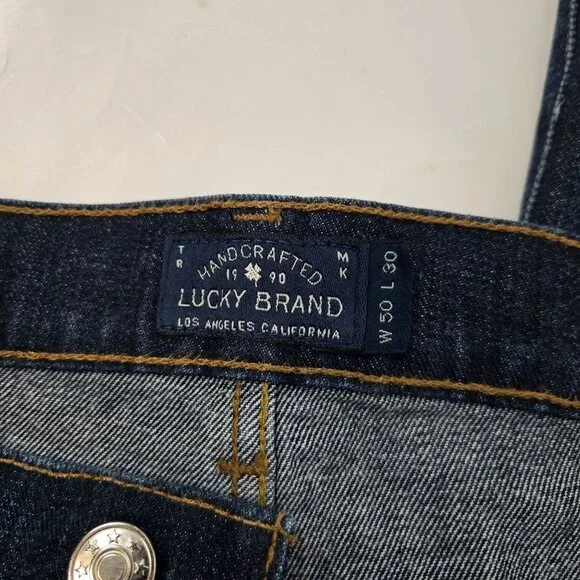 TR MK
HANDCRAFTED
19 90
LUCKY BRAND
LOS ANGELES CALIFORNIA
W 50 L 30